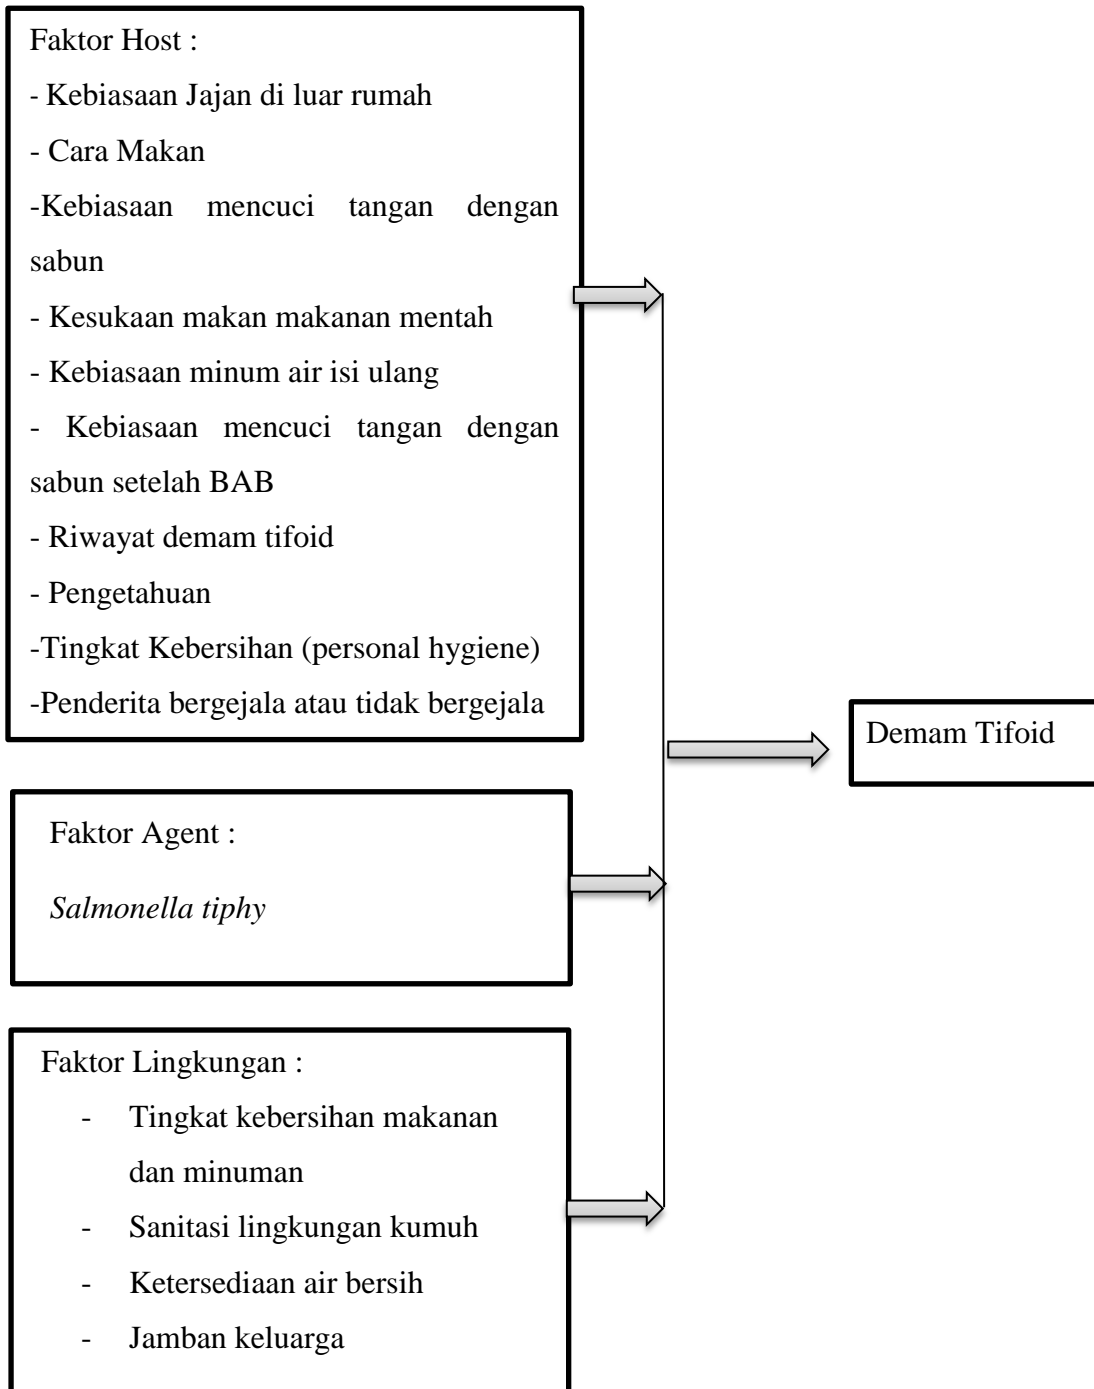 Faktor Host :
- Kebiasaan Jajan di luar rumah
- Cara Makan
-Kebiasaan mencuci tangan dengan
sabun
- Kesukaan makan makanan mentah
- Kebiasaan minum air isi ulang
- Kebiasaan mencuci tangan dengan
sabun setelah BAB
- Riwayat demam tifoid
- Pengetahuan
-Tingkat Kebersihan (personal hygiene)
-Penderita bergejala atau tidak bergejala
Demam Tifoid
Faktor Agent :
Salmonella tiphy
Faktor Lingkungan :
- Tingkat kebersihan makanan
dan minuman
- Sanitasi lingkungan kumuh
- Ketersediaan air bersih
- Jamban keluarga